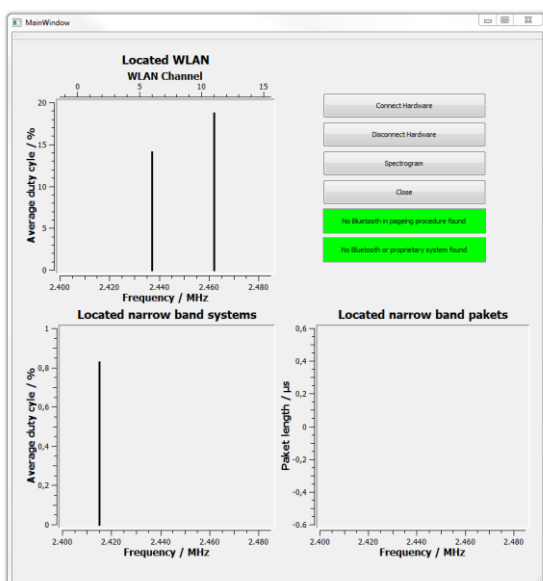 MainWindow
Located WLAN
WLAN Channel
0 5 10 15
20
15
10
5
0
Average duty cyle / %
2.400 2.420 2.440 2.460 2.480
Frequency / MHz
Connect Hardware
Disconnect Hardware
Spectrogram
Close
No Bluetooth in pageing procedure found
No Bluetooth or proprietary system found
Located narrow band systems
1
0,8
0,6
0,4
0,2
0
Average duty cyle / %
2.400 2.420 2.440 2.460 2.480
Frequency / MHz
Located narrow band pakets
0,6
0,4
0,2
0
-0,2
-0,4
-0.6
Paket length / µs
2.400 2.420 2.440 2.460 2.480
Frequency / MHz